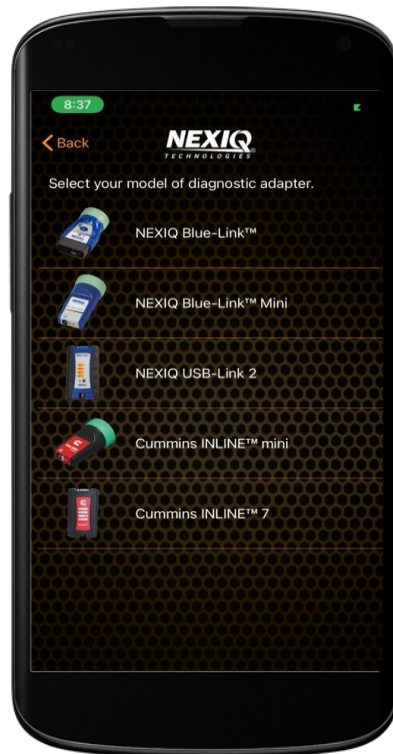 8:37
Back
NEXIQ
TECHNOLOGIES
Select your model of diagnostic adapter.
NEXIQ Blue-Link™
NEXIQ Blue-Link™ Mini
NEXIQ USB-Link 2
Cummins INLINE™ mini
Cummins INLINE™ 7